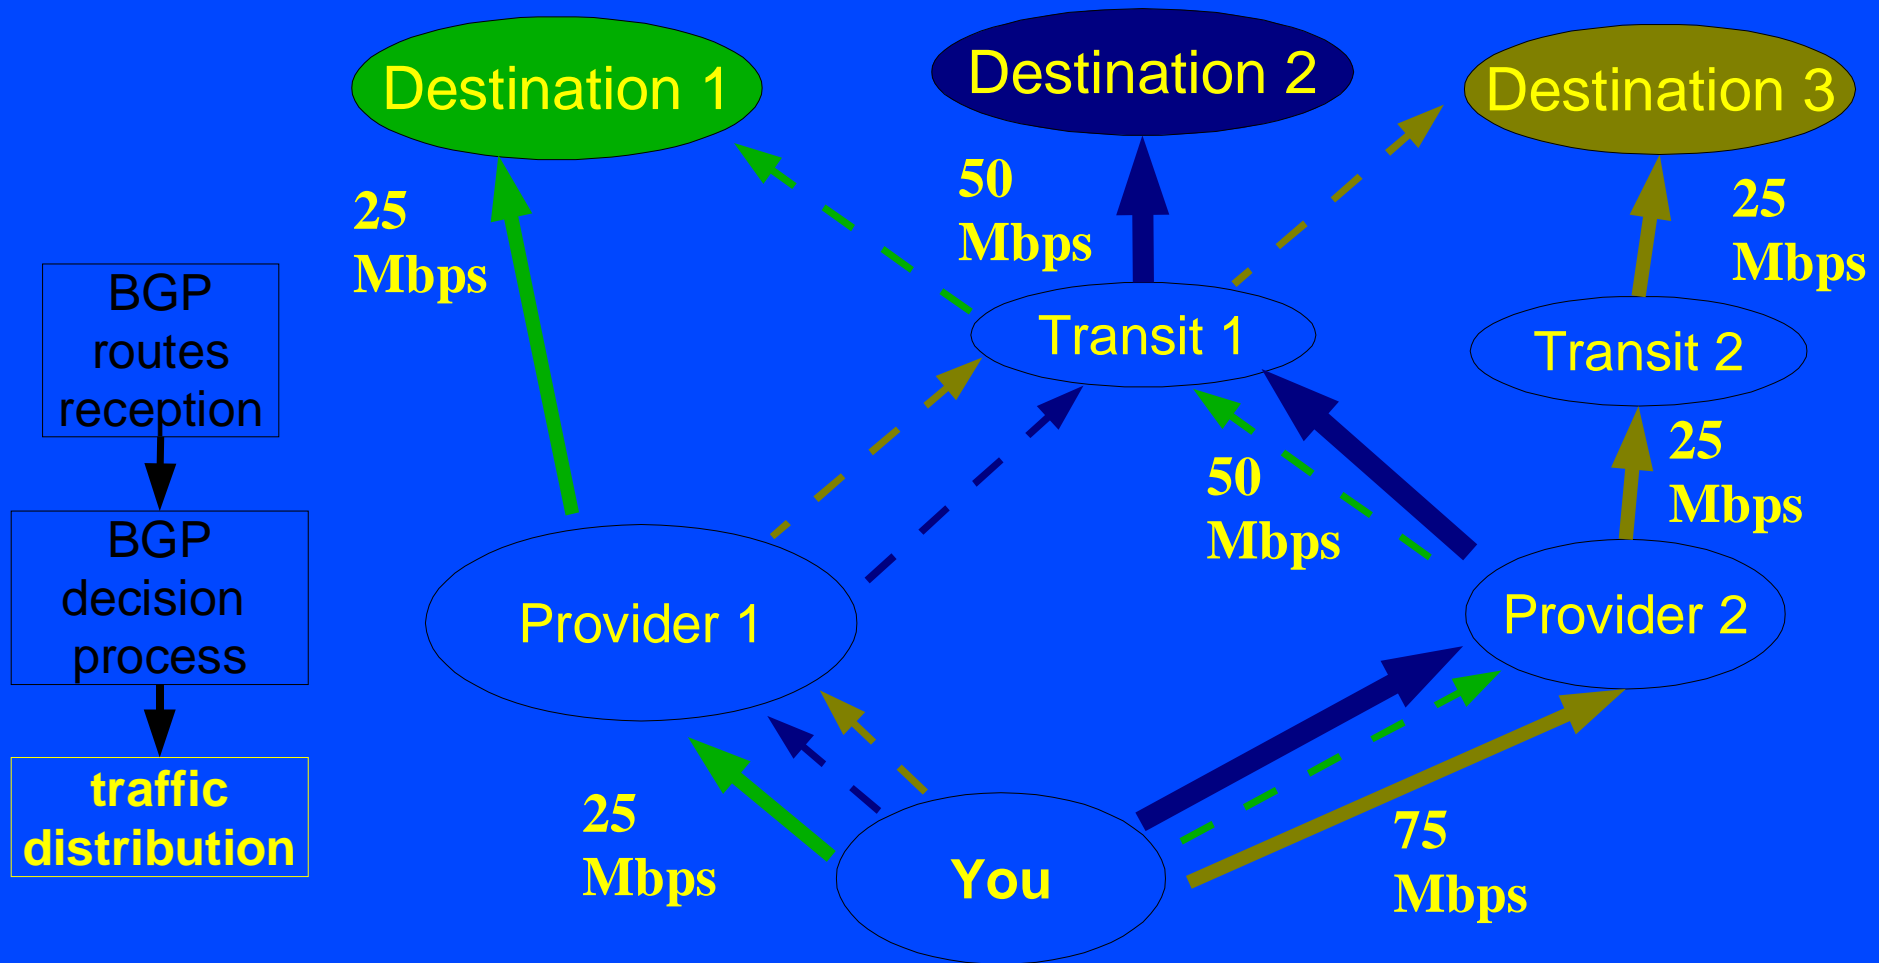 Destination 1
Destination 2
Destination 3
25
Mbps
50
Mbps
25
Mbps
BGP
routes
reception
Transit 1
Transit 2
25
Mbps
50
Mbps
BGP
decision
process
Provider 1
Provider 2
traffic
distribution
25
Mbps
You
75
Mbps